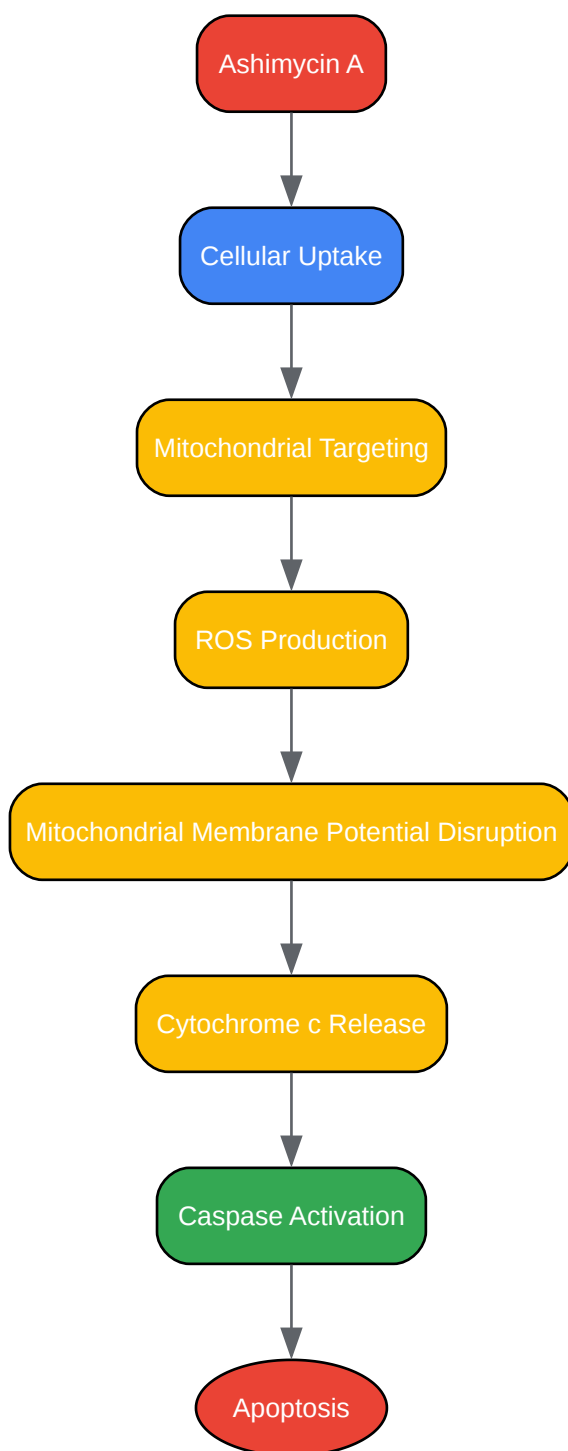 Ashimycin A
Cellular Uptake
Mitochondrial Targeting
ROS Production
Mitochondrial Membrane Potential Disruption
Cytochrome c Release
Caspase Activation
Apoptosis